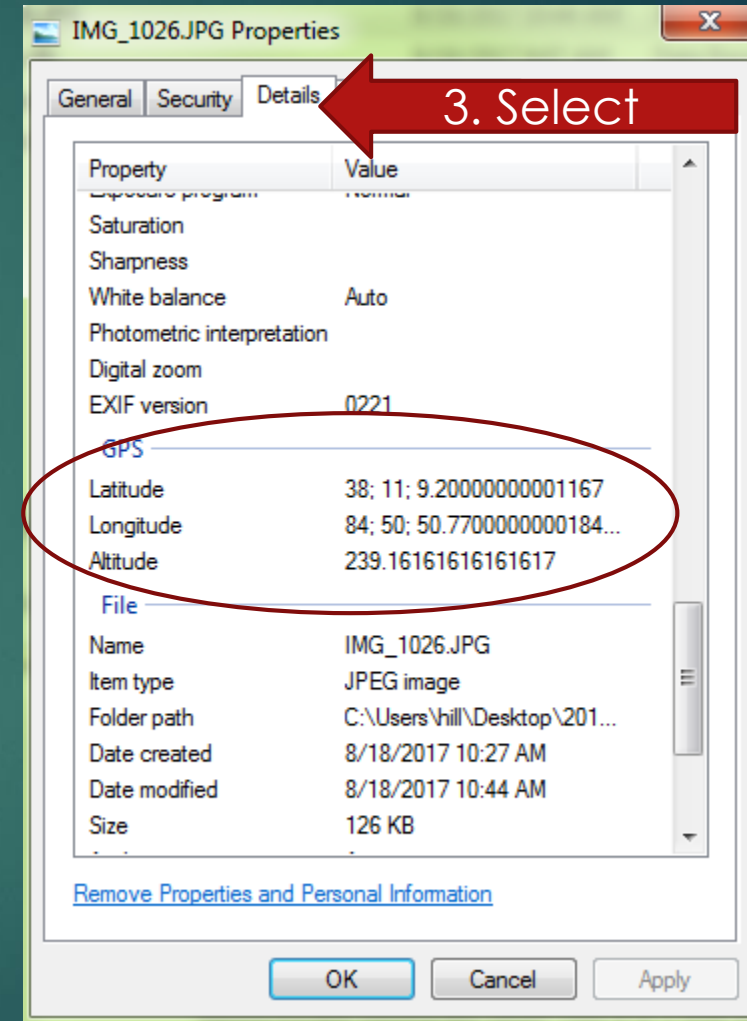 IMG_1026.JPG Properties
General Security Details
3. Select
Property Value
Exposure program Normal
Saturation
Sharpness
White balance Auto
Photometric interpretation
Digital zoom
EXIF version 0221
GPS
Latitude 38; 11; 9.20000000001167
Longitude 84; 50; 50.7700000000184...
Altitude 239.16161616161617
File
Name IMG_1026.JPG
Item type JPEG image
Folder path C:\Users\hill\Desktop\201...
Date created 8/18/2017 10:27 AM
Date modified 8/18/2017 10:44 AM
Size 126 KB
Remove Properties and Personal Information
OK Cancel Apply